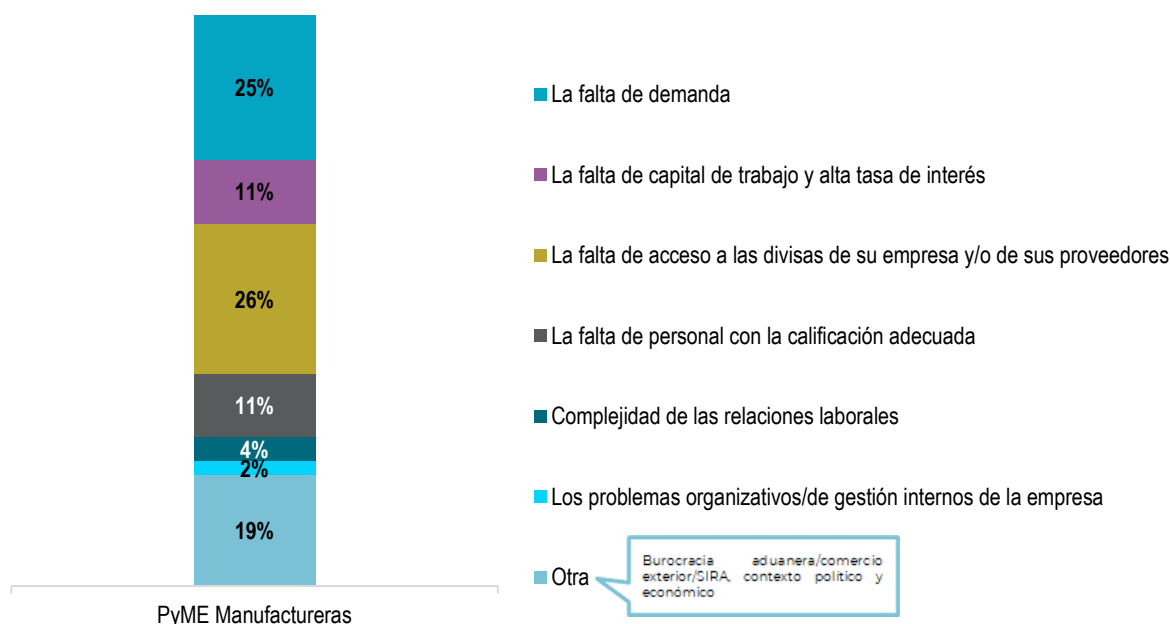 25%
11%
26%
11%
4%
2%
19%
PyME Manufactureras
La falta de demanda
La falta de capital de trabajo y alta tasa de interés
La falta de acceso a las divisas de su empresa y/o de sus proveedores
La falta de personal con la calificación adecuada
Complejidad de las relaciones laborales
Los problemas organizativos/de gestión internos de la empresa
Otra
Burocracia aduanera/comercio
exterior/SIRA, contexto político y
económico